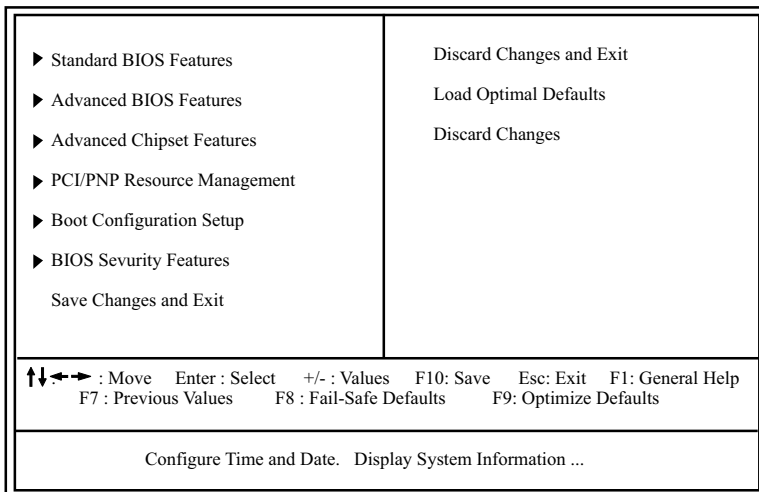 Standard BIOS Features
Advanced BIOS Features
Advanced Chipset Features
PCI/PNP Resource Management
Boot Configuration Setup
BIOS Sevurity Features
Save Changes and Exit
Discard Changes and Exit
Load Optimal Defaults
Discard Changes
: Move Enter : Select +/- : Values F10: Save Esc: Exit F1: General Help
F7 : Previous Values F8 : Fail-Safe Defaults F9: Optimize Defaults
Configure Time and Date. Display System Information ...